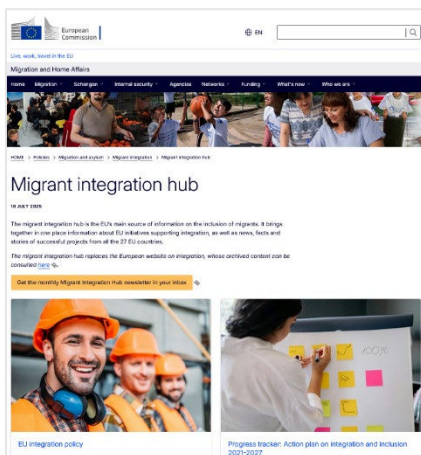 European
Commission
EN
Live, work, travel in the EU
Migration and Home Affairs
Home Migration Schengen Internal security Agencies Networks Funding What's new Who we are
HOME > Policies > Migration and asylum > Migrant integration > Migrant integration hub
Migrant integration hub
18 JULY 2025
The migrant integration hub is the EU's main source of information on the inclusion of migrants. It brings
together in one place information about EU initiatives supporting integration, as well as news, facts and
stories of successful projects from all the 27 EU countries.
The migrant integration hub replaces the European website on integration, whose archived content can be
consulted here
Get the monthly Migrant Integration Hub newsletter in your inbox
100%
EU integration policy
Progress tracker: Action plan on integration and inclusion
2021-2027